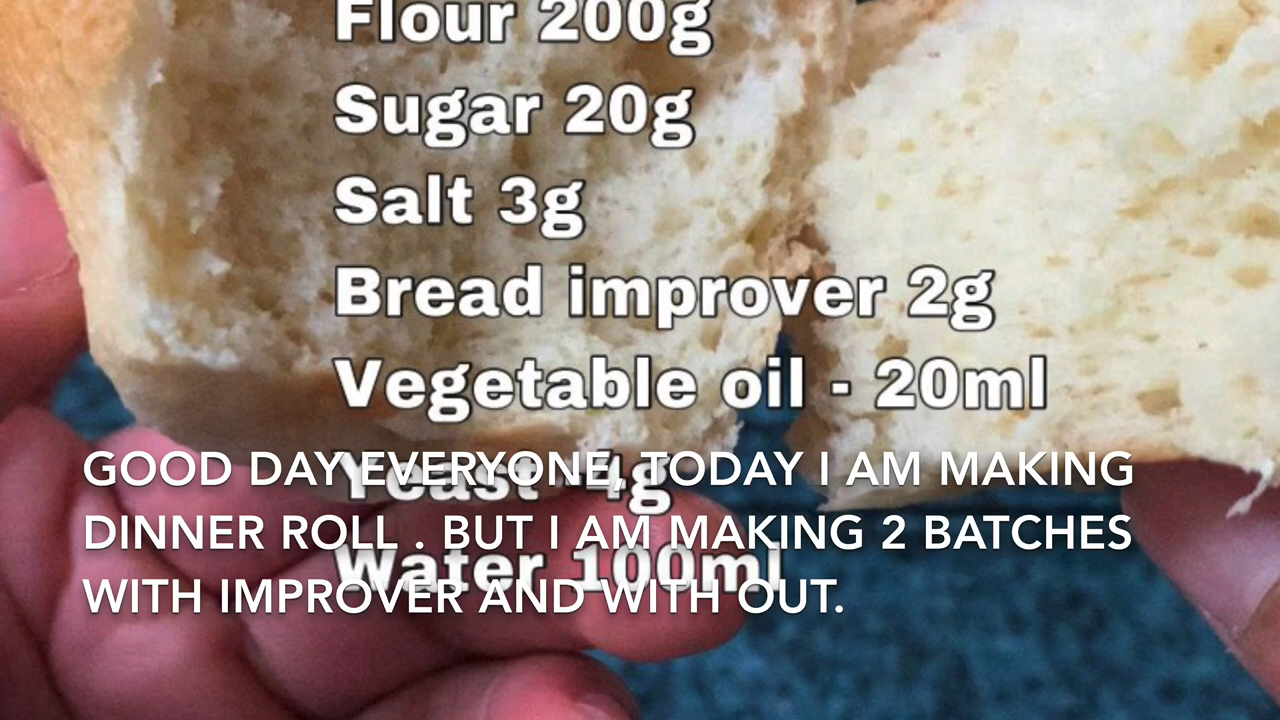 Flour 200g
Sugar 20g
Salt 3g
Bread improver 2g
Vegetable oil - 20ml
Yeast 4g
Water 100ml
GOOD DAY EVERYONE, TODAY I AM MAKING
DINNER ROLL . BUT I AM MAKING 2 BATCHES
WITH IMPROVER AND WITH OUT.